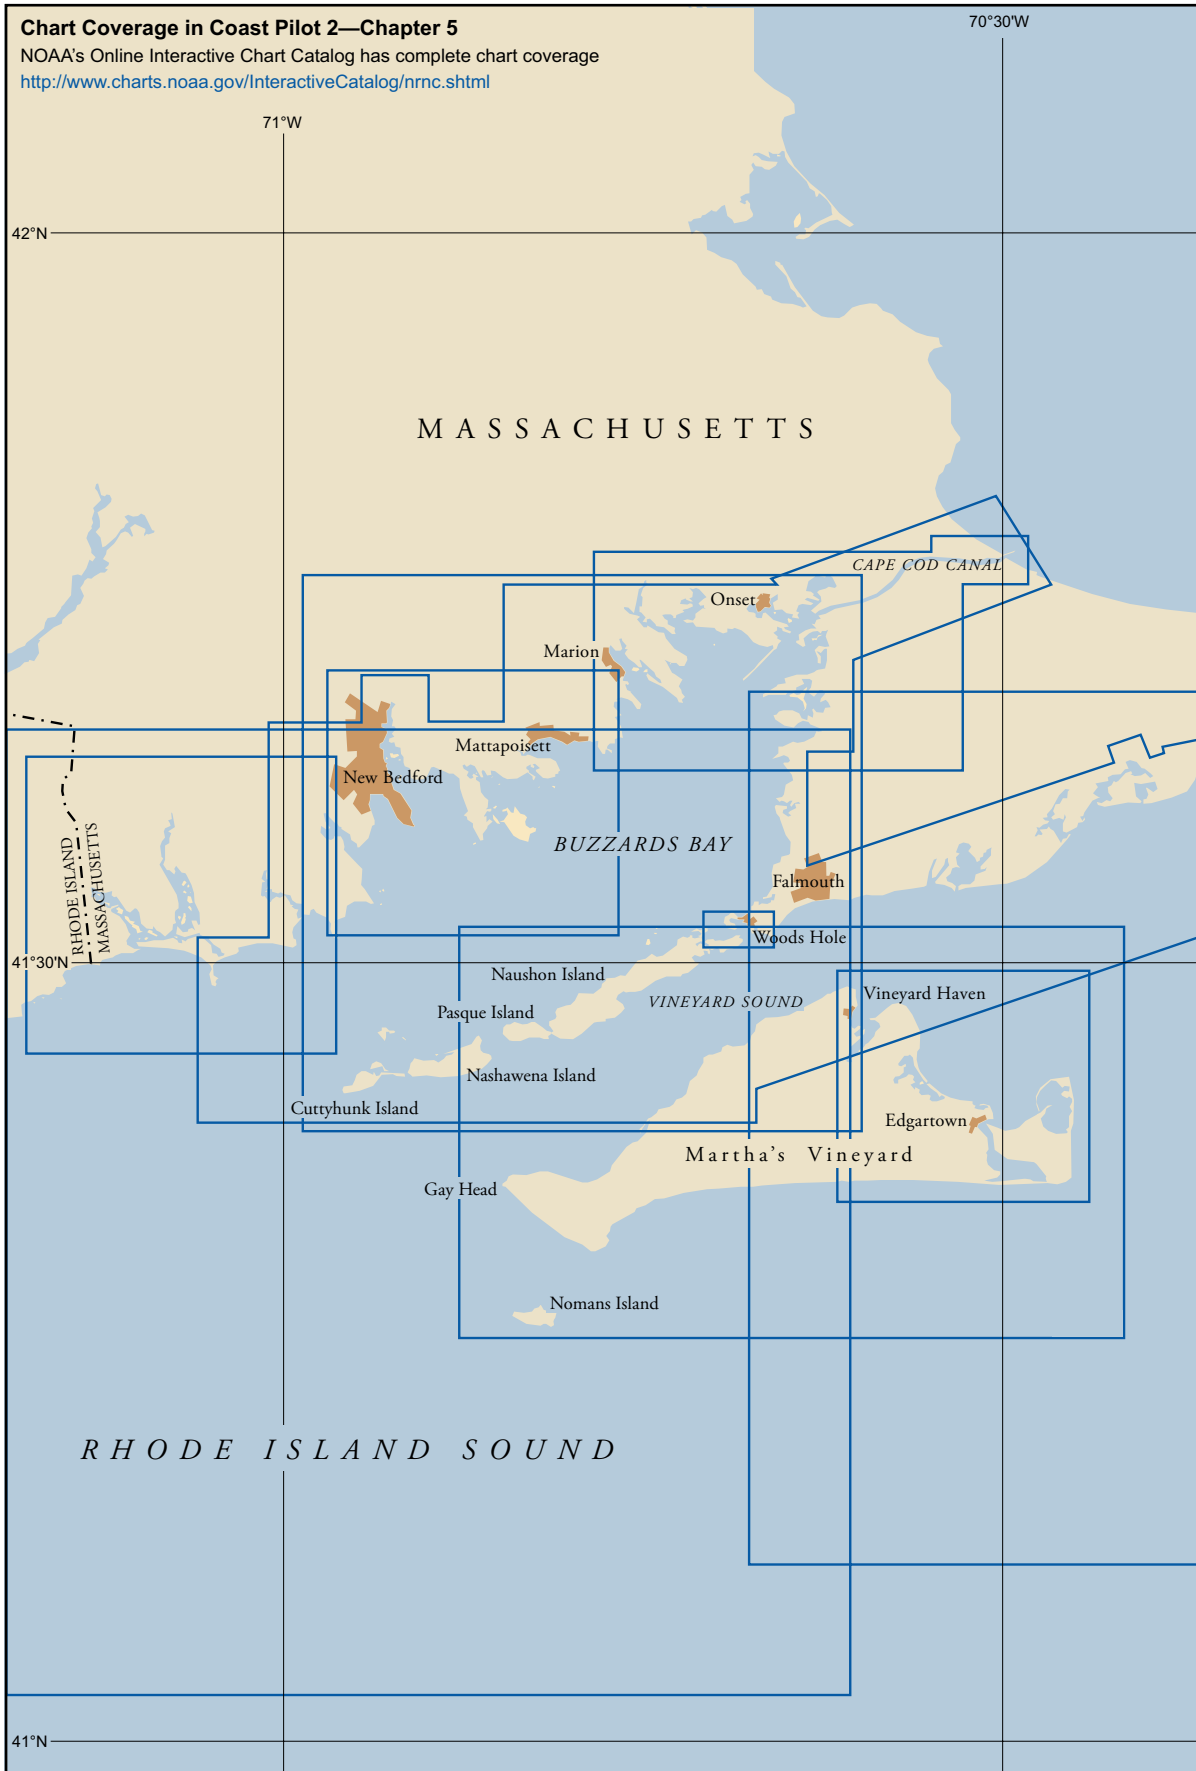 Chart Coverage in Coast Pilot 2—Chapter 5
NOAA's Online Interactive Chart Catalog has complete chart coverage
http://www.charts.noaa.gov/InteractiveCatalog/nrnc.shtml
70°30'W
71°W
42°N
MASSACHUSETTS
CAPE COD CANAL
Onset
Marion
Mattapoisett
New Bedford
BUZZARDS BAY
RHODE ISLAND
MASSACHUSETTS
Falmouth
Woods Hole
41°30'N
Naushon Island
Vineyard Haven
VINEYARD SOUND
Pasque Island
Nashawena Island
Cuttyhunk Island
Edgartown
Martha's Vineyard
Gay Head
Nomans Island
RHODE ISLAND SOUND
41°N